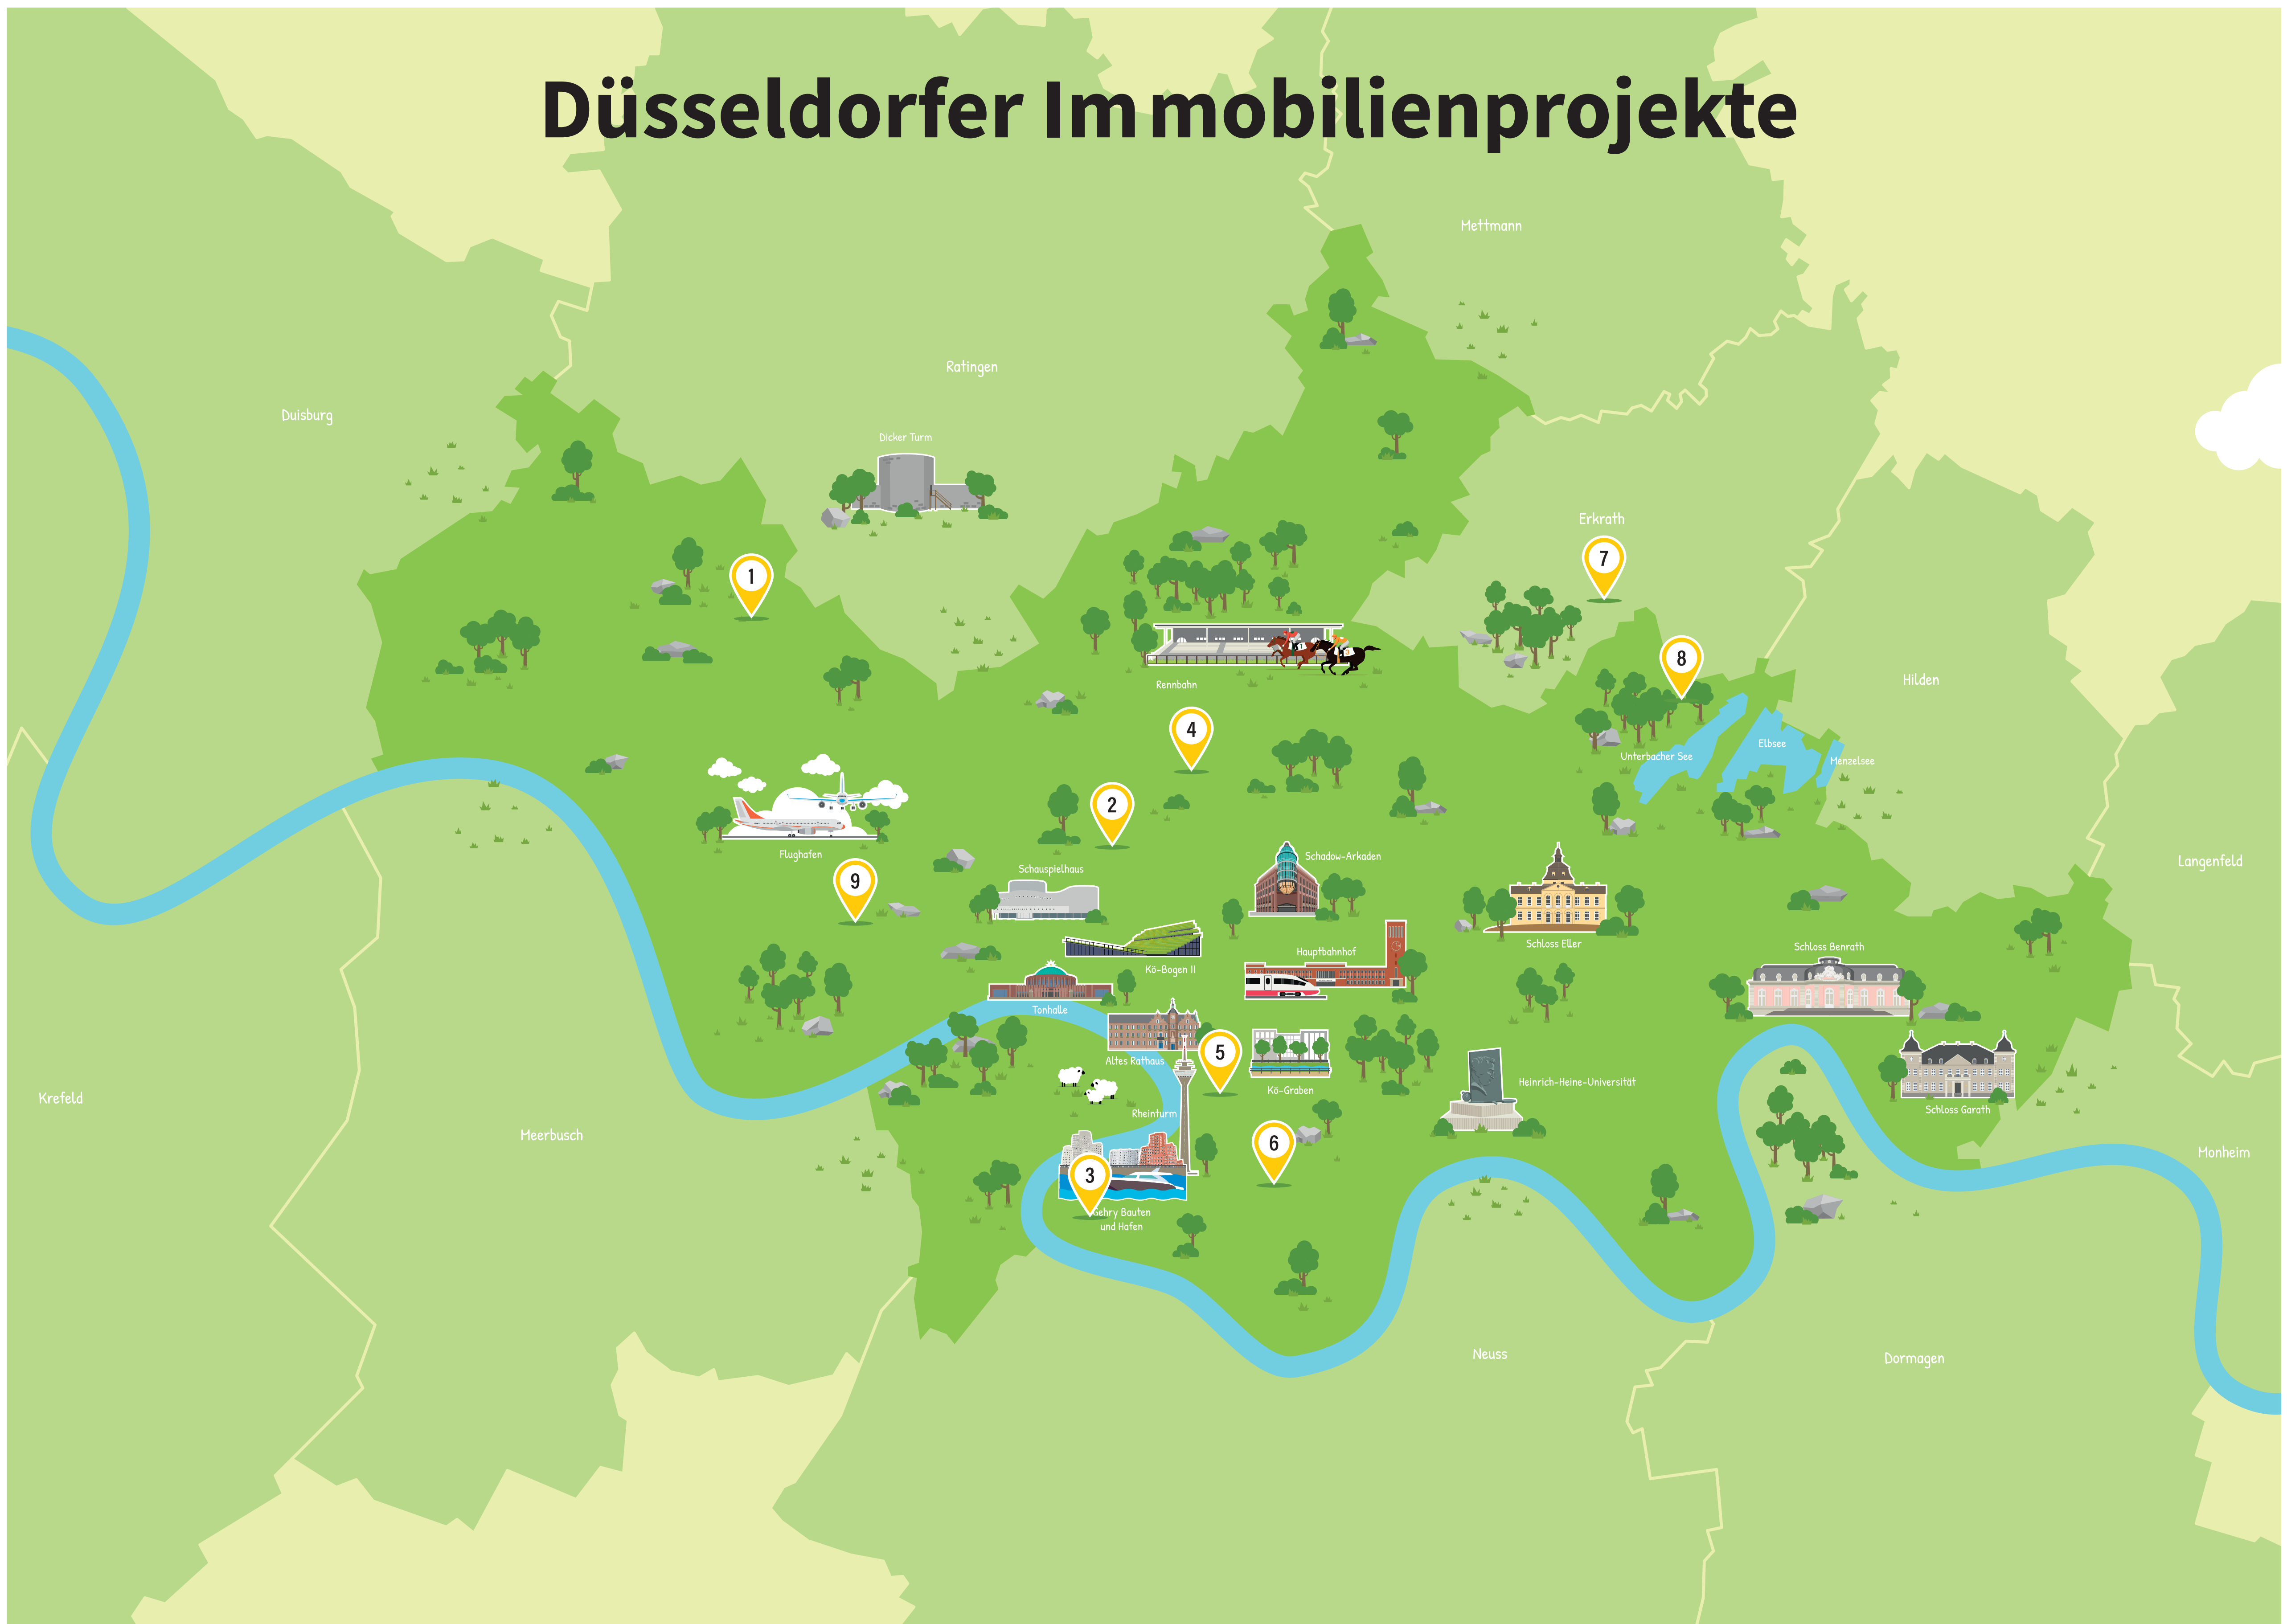 Düsseldorfer Immobilienprojekte
Mettmann
Ratingen
Duisburg
Dicker Turm
Erkrath
7
1
8
Hilden
Rennbahn
4
Elbsee
Unterbacher See
Menzelsee
2
Flughafen
Schadow-Arkaden
Langenfeld
Schauspielhaus
9
Schloss Eller
Schloss Benrath
Hauptbahnhof
Kö-Bogen II
Tonhalle
5
Altes Rathaus
Kö-Graben
Heinrich-Heine-Universität
Krefeld
Schloss Garath
Rheinturm
Meerbusch
6
Monheim
3
Gehry Bauten
und Hafen
Neuss
Dormagen